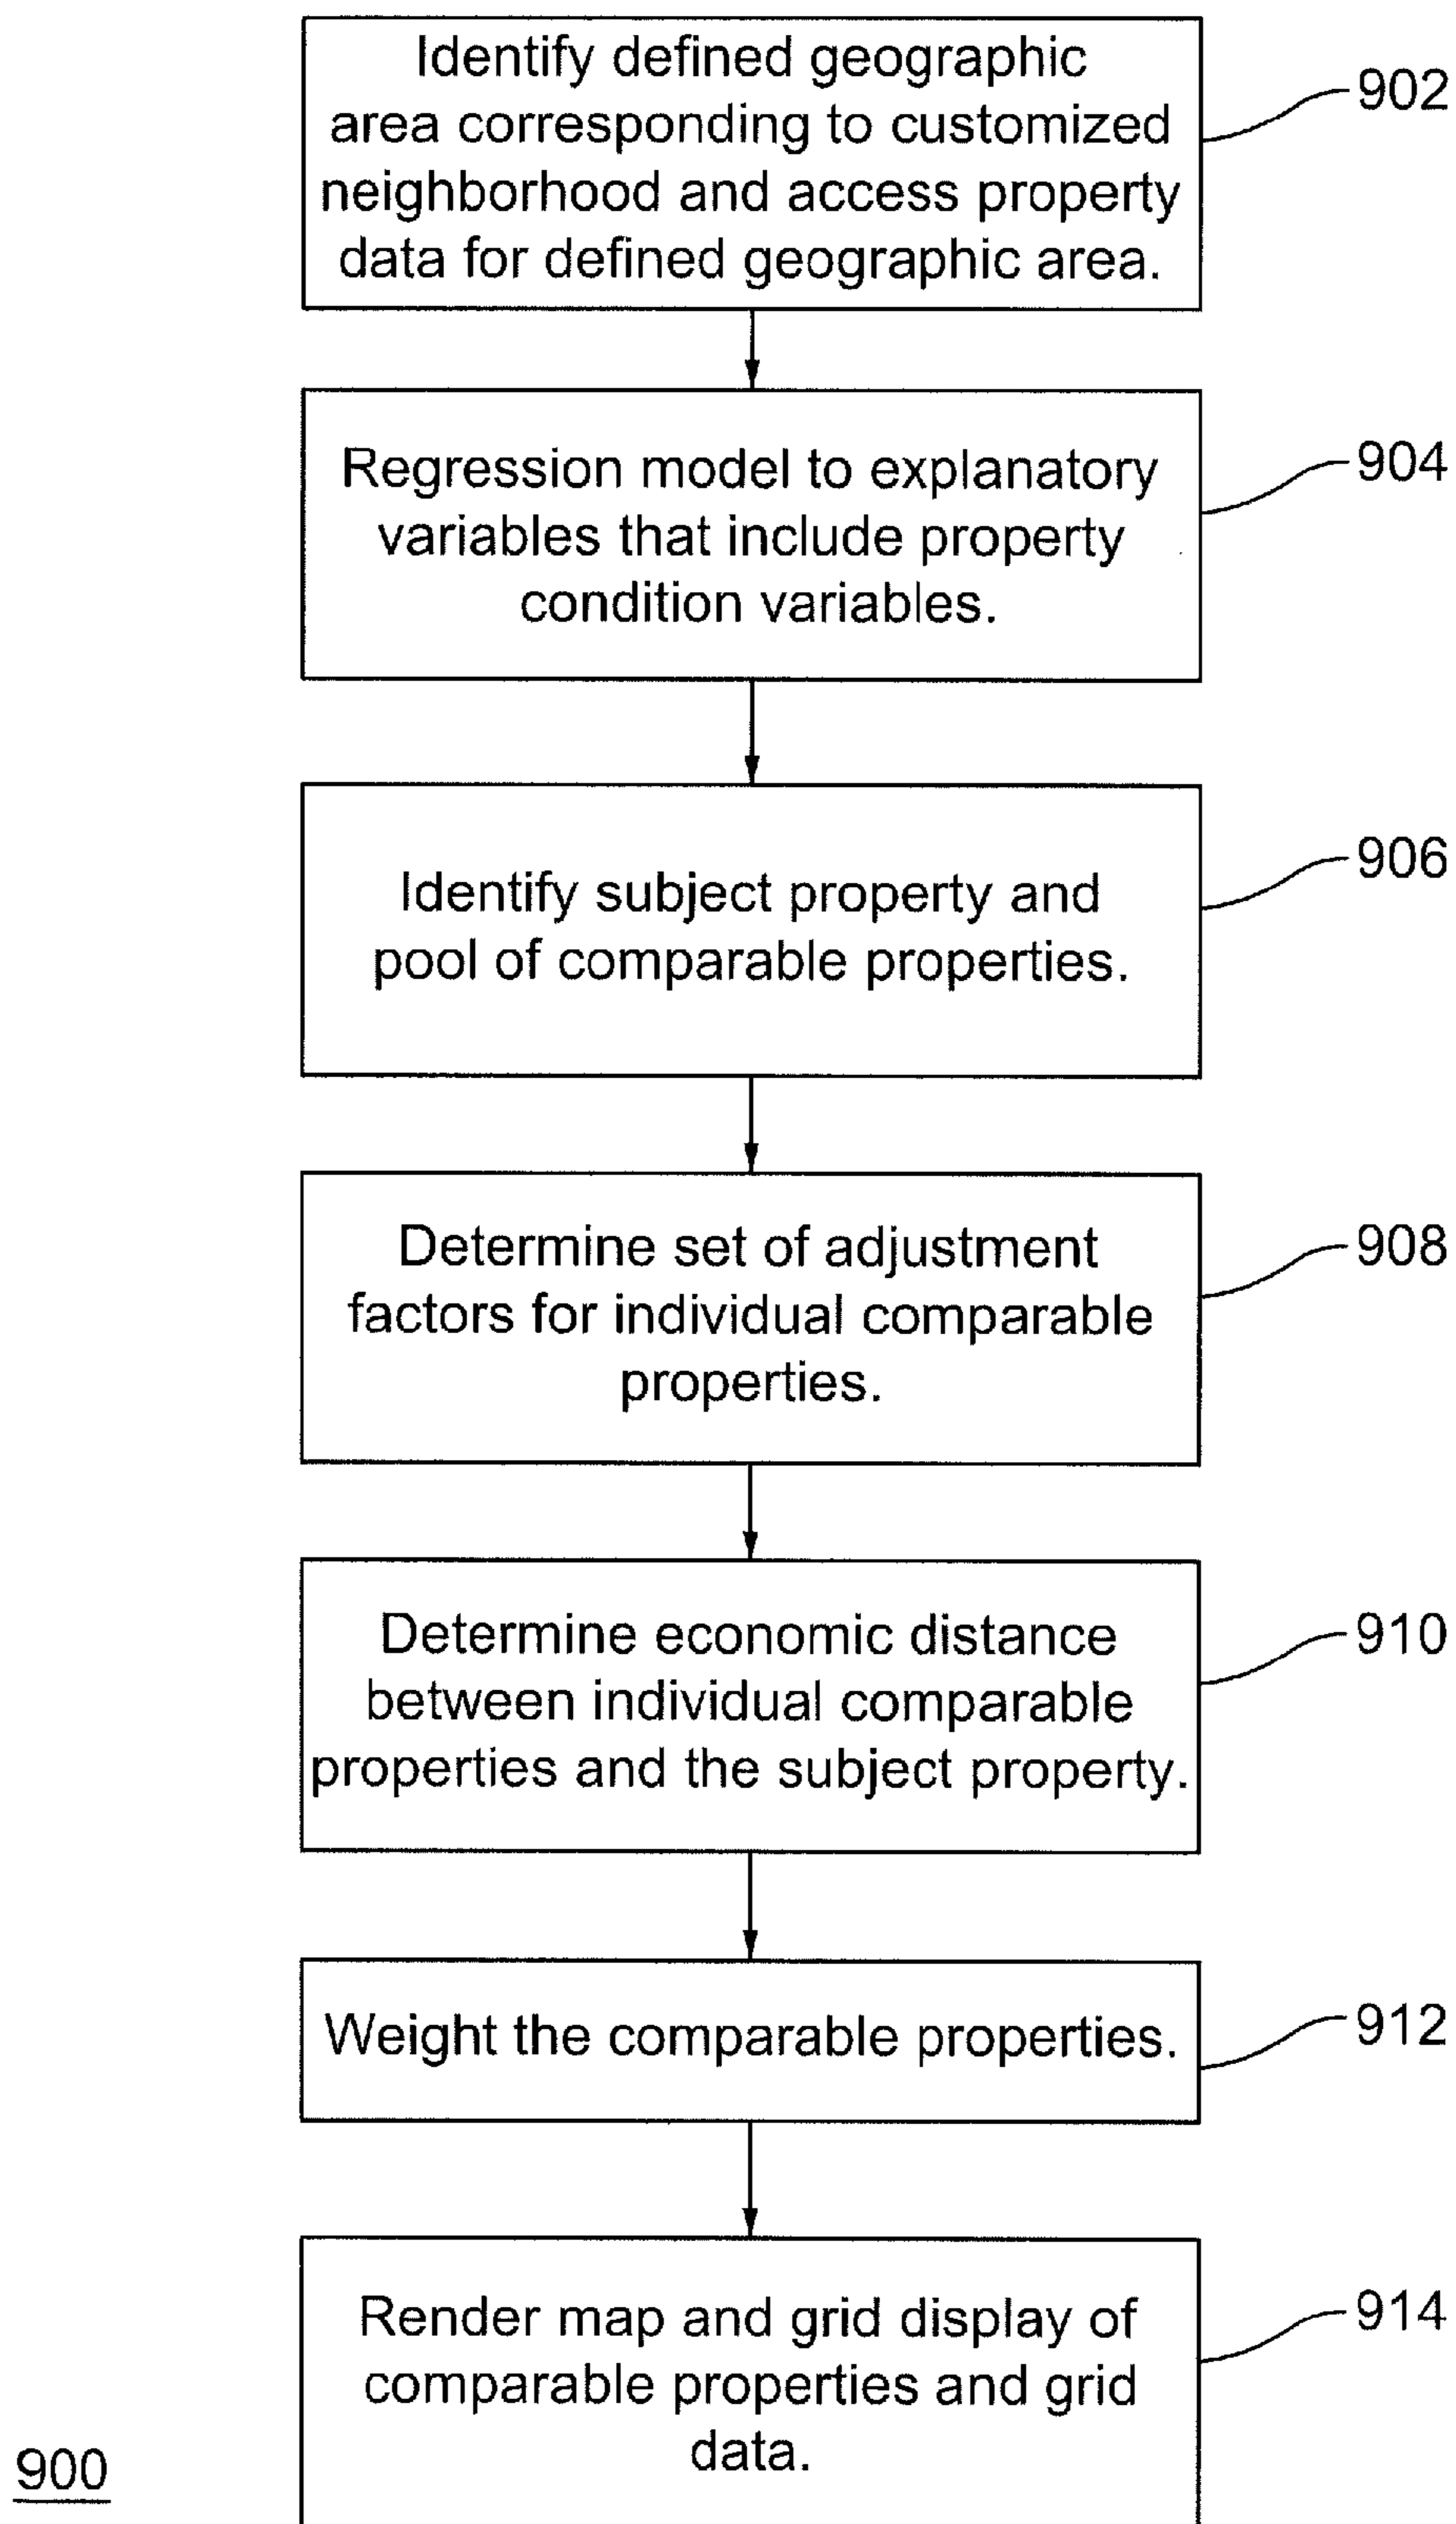 Identify defined geographic
area corresponding to customized
neighborhood and access property
data for defined geographic area.
902
Regression model to explanatory
variables that include property
condition variables.
904
Identify subject property and
pool of comparable properties.
906
Determine set of adjustment
factors for individual comparable
properties.
908
Determine economic distance
between individual comparable
properties and the subject property.
910
Weight the comparable properties.
912
Render map and grid display of
comparable properties and grid
data.
914
900